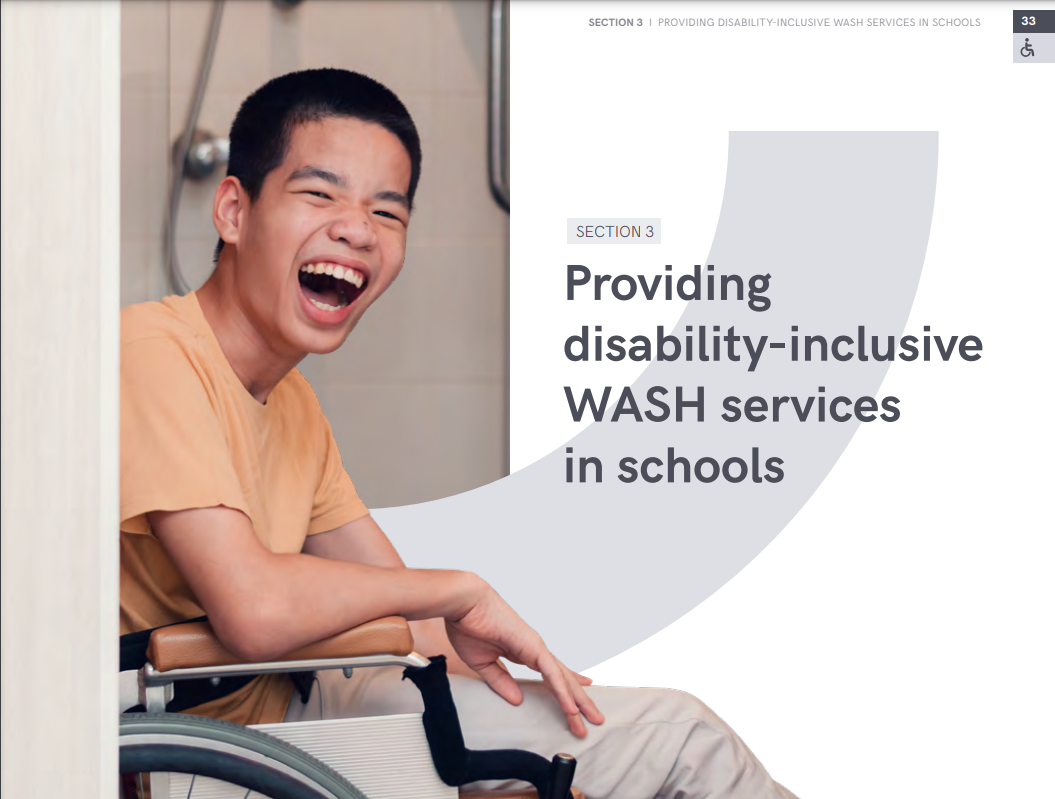 SECTION 3 | PROVIDING DISABILITY-INCLUSIVE WASH SERVICES IN SCHOOLS
33
SECTION 3
Providing
disability-inclusive
WASH services
in schools